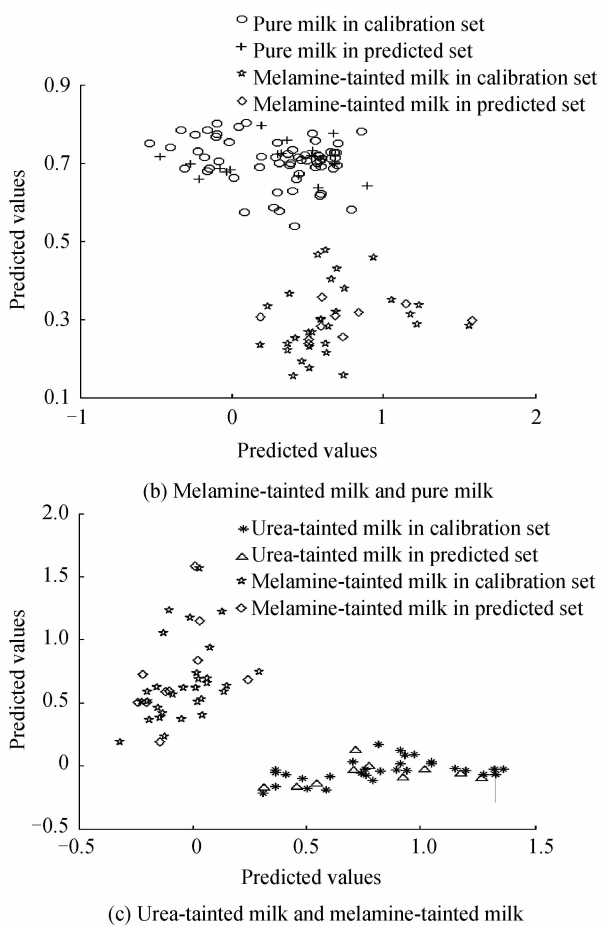 Pure milk in calibration set
Pure milk in predicted set
Melamine-tainted milk in calibration set
Melamine-tainted milk in predicted set
0.9
0.7
0.5
0.3
0.1
Predicted values
−1 0 1 2
Predicted values
(b) Melamine-tainted milk and pure milk
Urea-tainted milk in calibration set
Urea-tainted milk in predicted set
Melamine-tainted milk in calibration set
Melamine-tainted milk in predicted set
2.0
1.5
1.0
0.5
0
−0.5
Predicted values
−0.5 0 0.5 1.0 1.5
Predicted values
(c) Urea-tainted milk and melamine-tainted milk